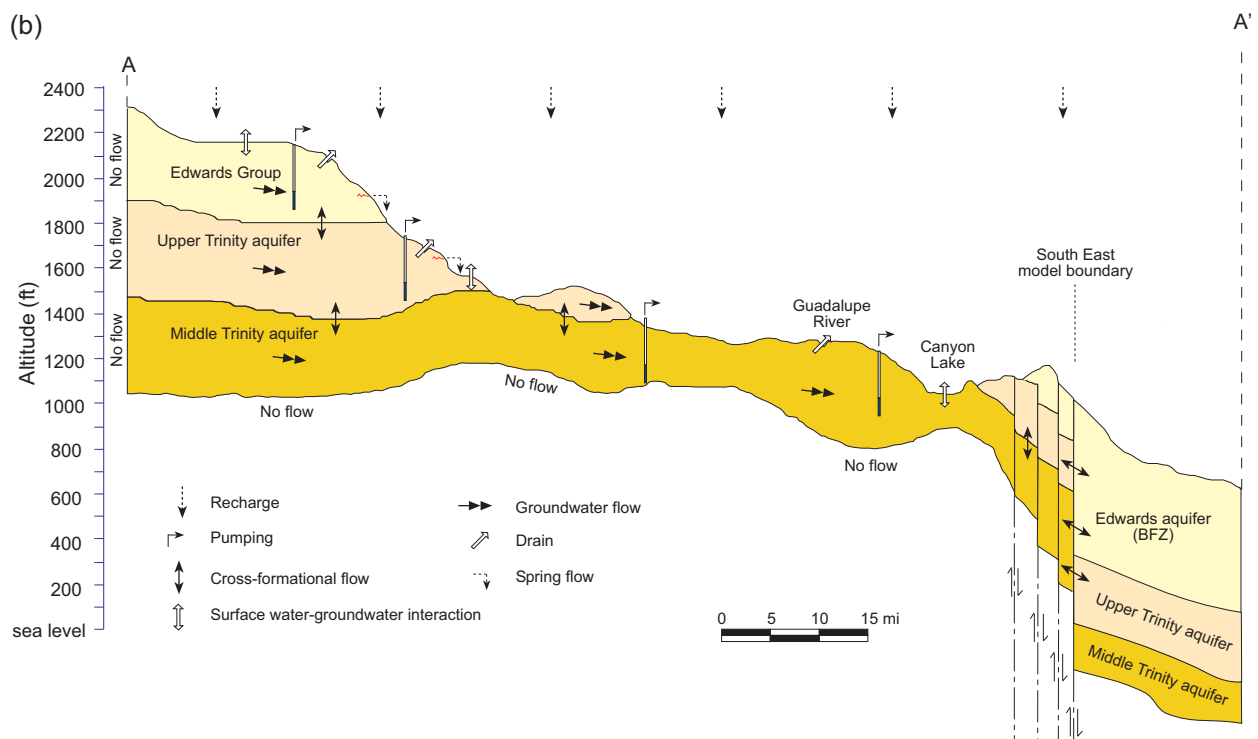 (b)
A
A'
2400
2200
2000
1800
1600
1400
1200
1000
800
600
400
200
sea level
Altitude (ft)
No flow
No flow
No flow
Edwards Group
Upper Trinity aquifer
Middle Trinity aquifer
No flow
No flow
No flow
Guadalupe
River
Canyon
Lake
South East
model boundary
Edwards aquifer
(BFZ)
Upper Trinity aquifer
Middle Trinity aquifer
Recharge
Pumping
Cross-formational flow
Surface water-groundwater interaction
Groundwater flow
Drain
Spring flow
0 5 10 15 mi